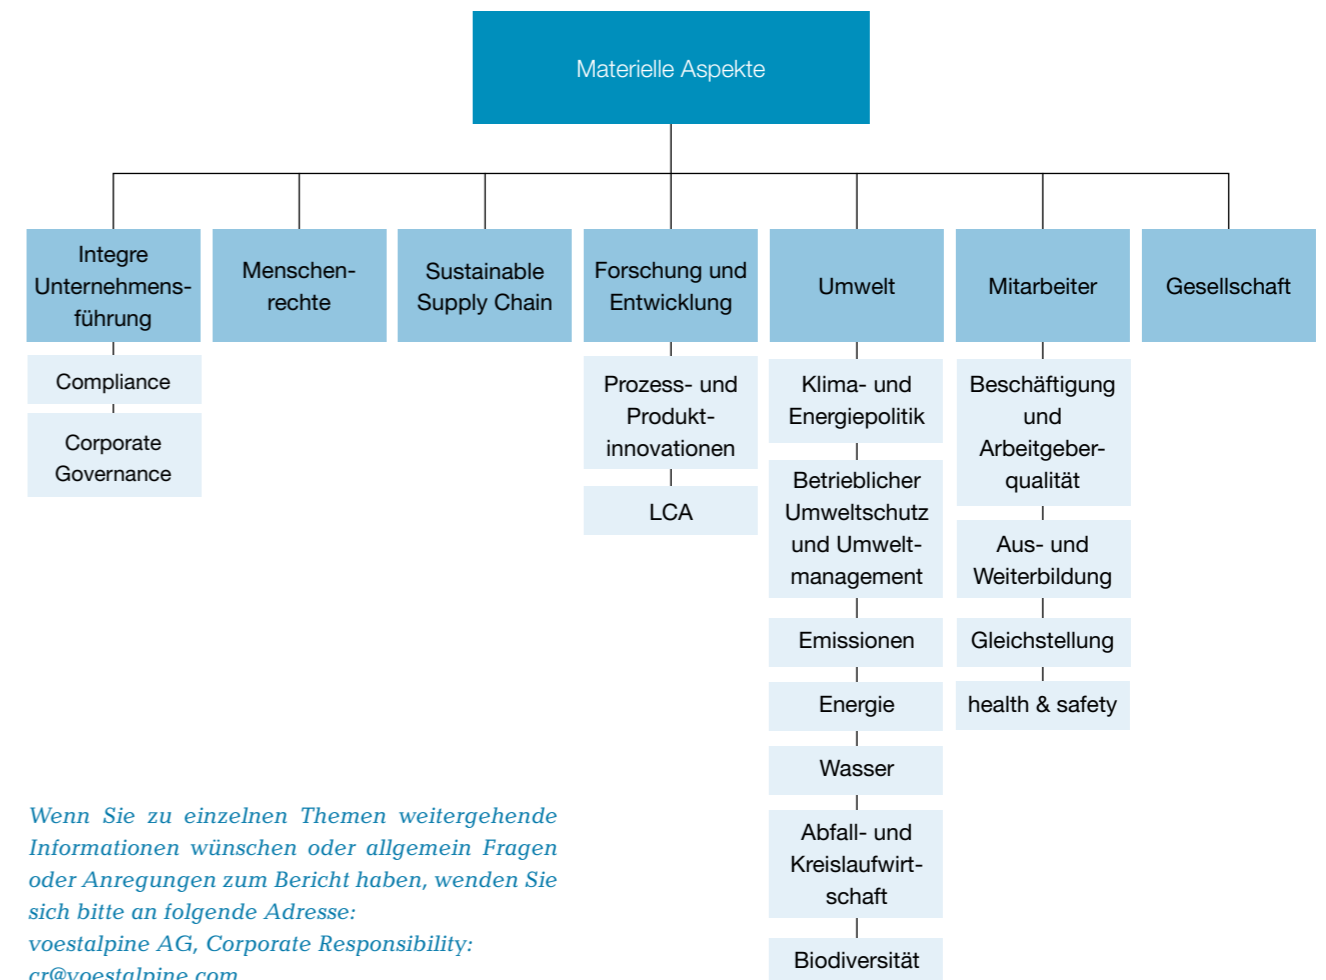 Materielle Aspekte
Integre
Unternehmens-
führung
Compliance
Corporate
Governance
Menschen-
rechte
Sustainable
Supply Chain
Forschung und
Entwicklung
Prozess- und
Produkt-
innovationen
LCA
Umwelt
Klima- und
Energiepolitik
Betrieblicher
Umweltschutz
und Umwelt-
management
Emissionen
Energie
Wasser
Abfall- und
Kreislaufwirt-
schaft
Biodiversität
Mitarbeiter
Beschäftigung
und
Arbeitgeber-
qualität
Aus- und
Weiterbildung
Gleichstellung
health & safety
Gesellschaft
Wenn Sie zu einzelnen Themen weitergehende
Informationen wünschen oder allgemein Fragen
oder Anregungen zum Bericht haben, wenden Sie
sich bitte an folgende Adresse:
voestalpine AG, Corporate Responsibility:
cr@voestalpine.com